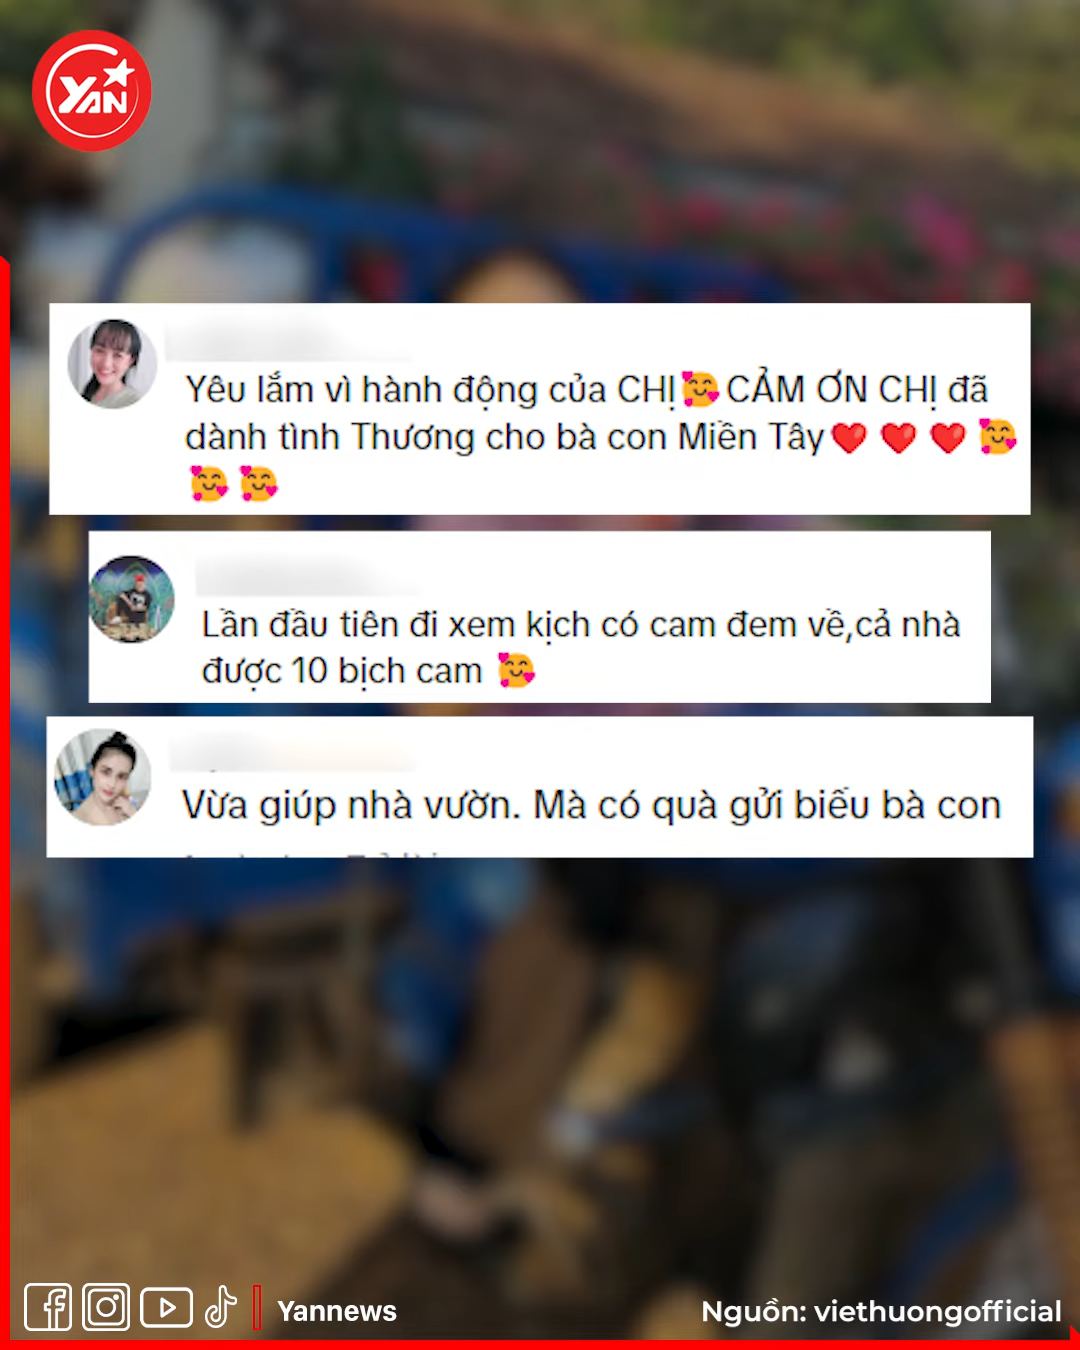 YAN
Yêu lắm vì hành động của CHỊ🥰CẢM ƠN CHỊ đã
dành tình Thương cho bà con Miền Tây❤️ ❤️ ❤️ 🥰
🥰 🥰
Lần đầu tiên đi xem kịch có cam đem về,cả nhà
được 10 bịch cam 🥰
Vừa giúp nhà vườn. Mà có quà gửi biếu bà con
Yannews
Nguồn: viethuongofficial